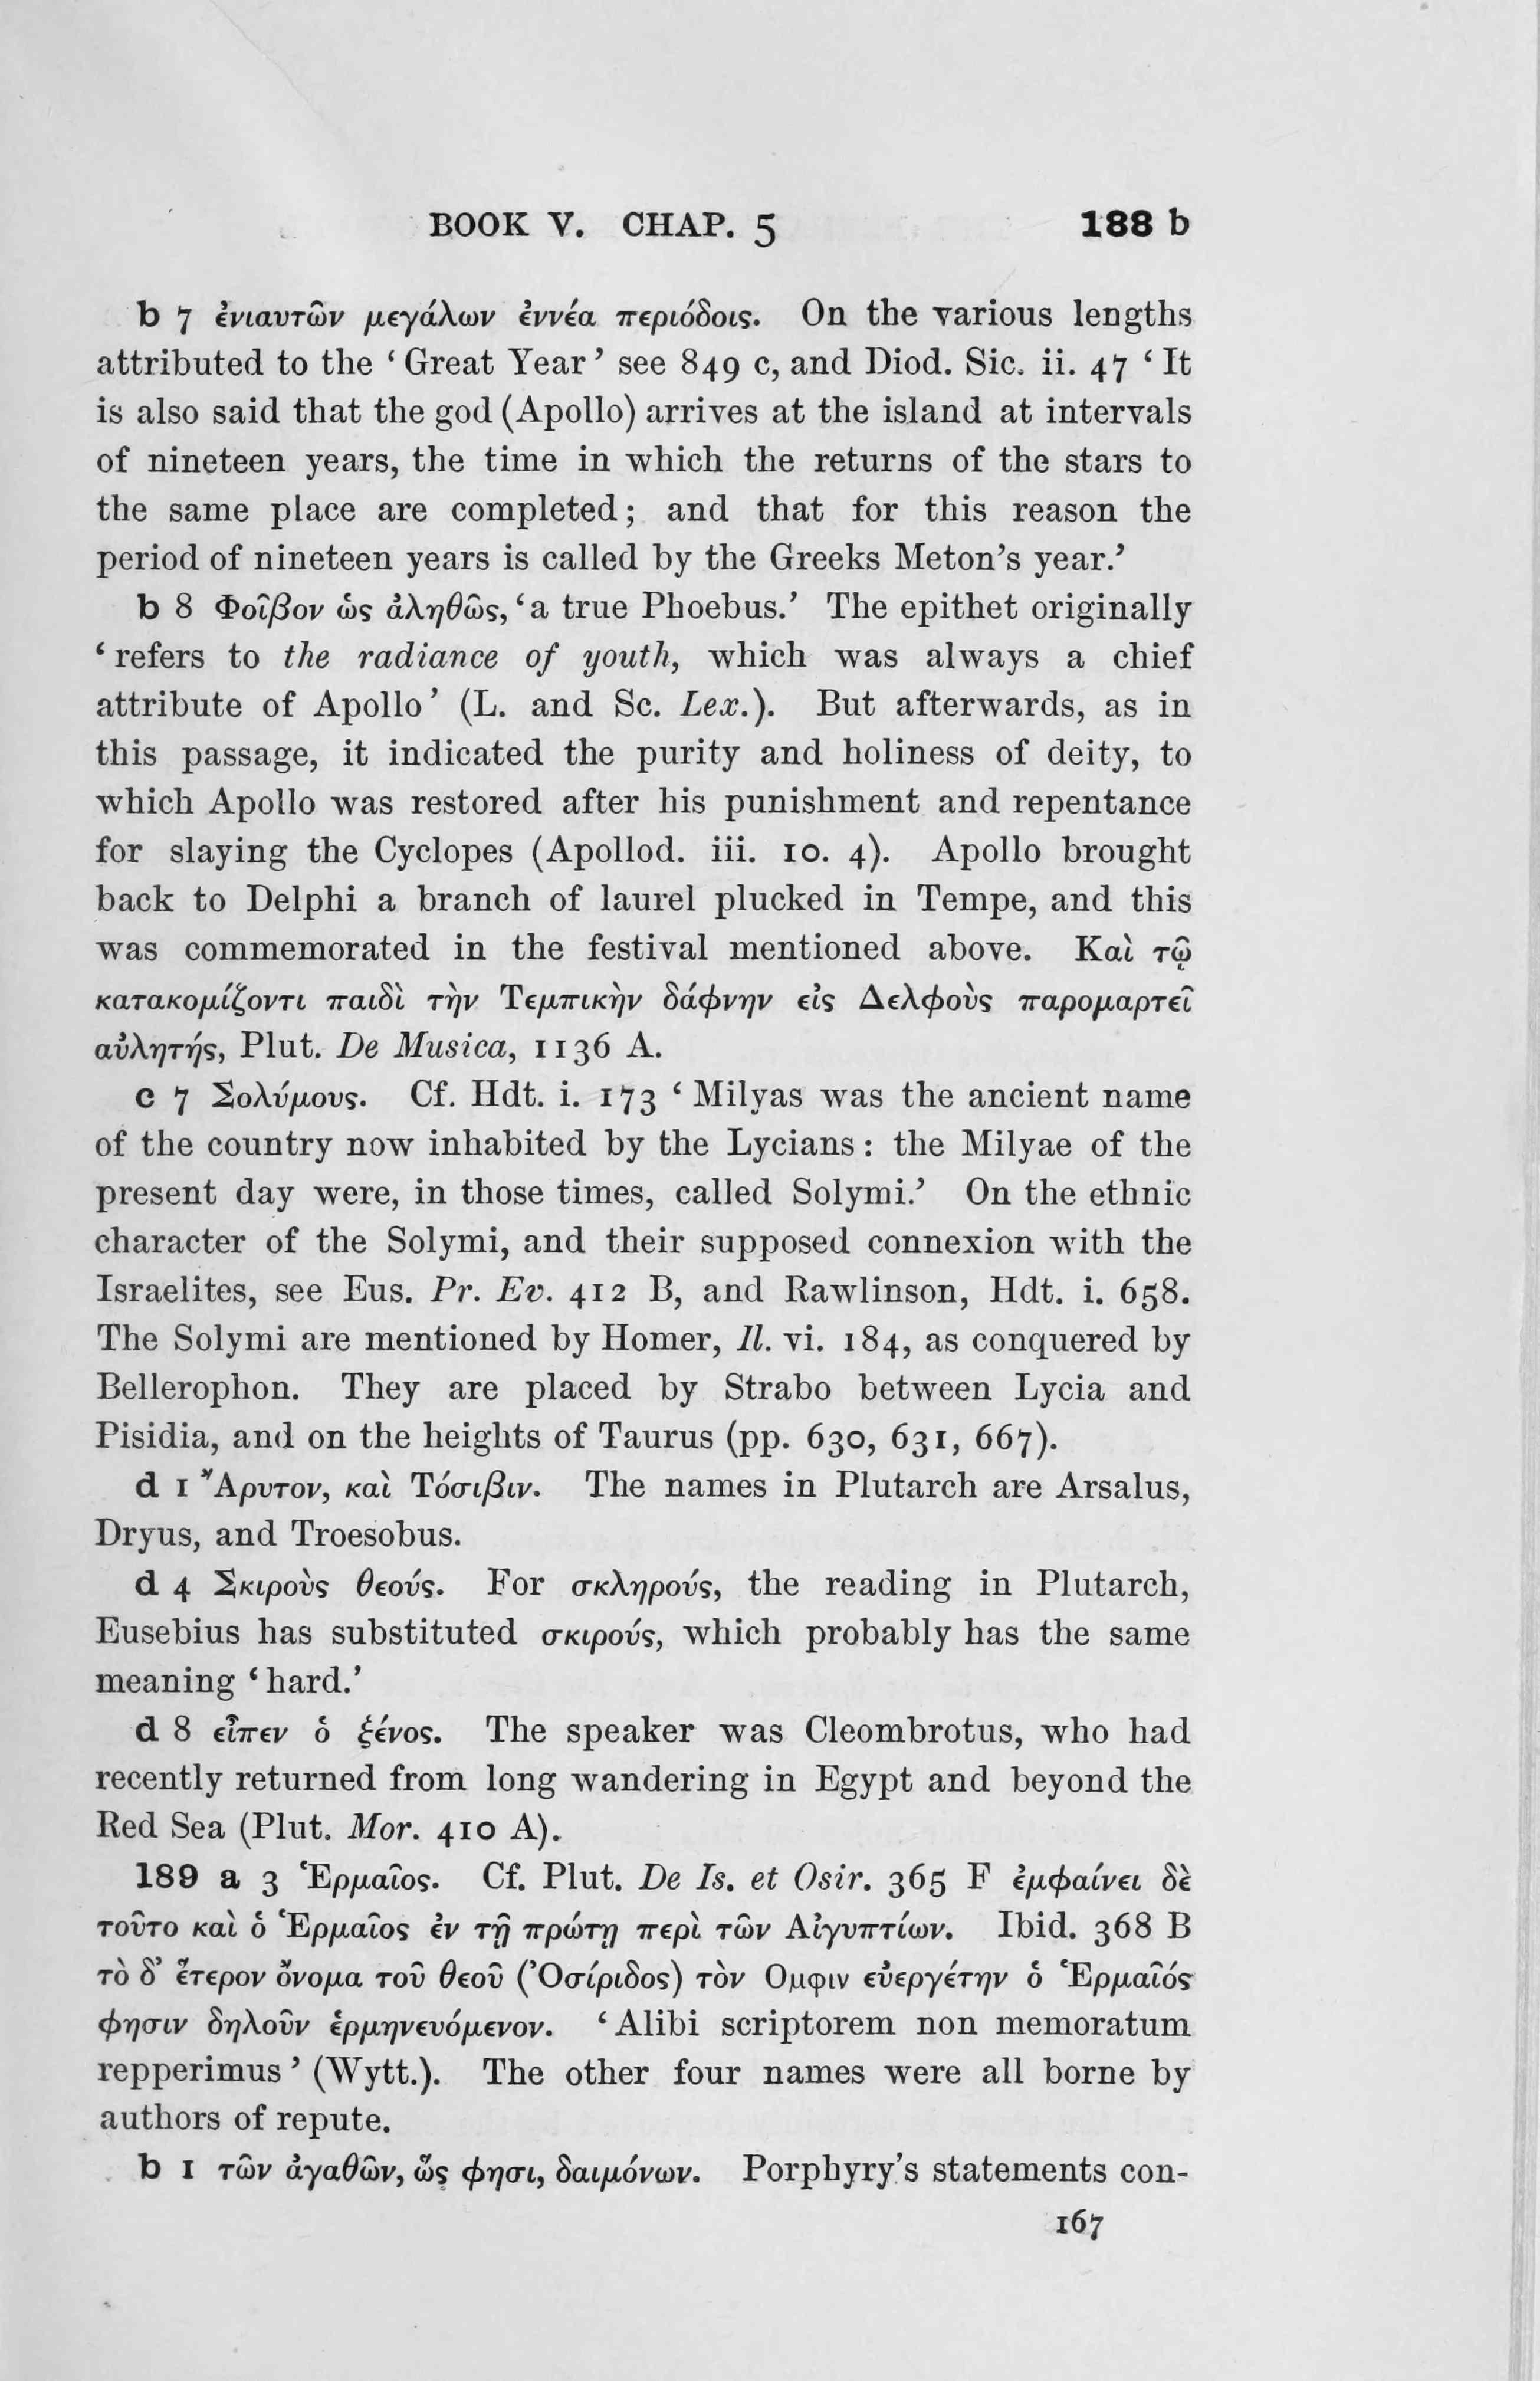 BOOK V. CHAP. 5 188 b
b 7 ἐνιαυτῶν μεγάλων ἐννέα περιόδοις. On the various lengths
attributed to the ‘ Great Year ’ see 849 c, and Diod. Sic. ii. 47 ‘ It
is also said that the god (Apollo) arrives at the island at intervals
of nineteen years, the time in which the returns of the stars to
the same place are completed; and that for this reason the
period of nineteen years is called by the Greeks Meton’s year.’
b 8 Φοῖβον ὡς ἀληθῶς, ‘ a true Phoebus.’ The epithet originally
‘ refers to the radiance of youth, which was always a chief
attribute of Apollo ’ (L. and Sc. Lex.). But afterwards, as in
this passage, it indicated the purity and holiness of deity, to
which Apollo was restored after his punishment and repentance
for slaying the Cyclopes (Apollod. iii. 10. 4). Apollo brought
back to Delphi a branch of laurel plucked in Tempe, and this
was commemorated in the festival mentioned above. Καὶ τῷ
κατακομίζοντι παιδὶ τὴν Τεμπικὴν δάφνην εἰς Δελφοὺς παρομαρτεῖ
αὐλητής, Plut. De Musica, 1136 A.
c 7 Σολύμους. Cf. Hdt. i. 173 ‘ Milyas was the ancient name
of the country now inhabited by the Lycians : the Milyae of the
present day were, in those times, called Solymi.’ On the ethnic
character of the Solymi, and their supposed connexion with the
Israelites, see Eus. Pr. Ev. 412 B, and Rawlinson, Hdt. i. 658.
The Solymi are mentioned by Homer, Il. vi. 184, as conquered by
Bellerophon. They are placed by Strabo between Lycia and
Pisidia, and on the heights of Taurus (pp. 630, 631, 667).
d 1 Ἄρυτον, καὶ Τόσιβιν. The names in Plutarch are Arsalus,
Dryus, and Troesobus.
d 4 Σκιροὺς θεούς. For σκληρούς, the reading in Plutarch,
Eusebius has substituted σκιρούς, which probably has the same
meaning ‘ hard.’
d 8 εἶπεν ὁ ξένος. The speaker was Cleombrotus, who had
recently returned from long wandering in Egypt and beyond the
Red Sea (Plut. Mor. 410 A).
189 a 3 Ἑρμαῖος. Cf. Plut. De Is. et Osir. 365 F ἐμφαίνει δὲ
τοῦτο καὶ ὁ Ἑρμαῖος ἐν τῇ πρώτῃ περὶ τῶν Αἰγυπτίων. Ibid. 368 B
τὸ δ’ ἕτερον ὄνομα τοῦ θεοῦ (Ὀσίριδος) τὸν Ομφιν εὐεργέτην ὁ Ἑρμαῖός
φησιν δηλοῦν ἑρμηνευόμενον. ‘ Alibi scriptorem non memoratum
repperimus ’ (Wytt.). The other four names were all borne by
authors of repute.
b 1 τῶν ἀγαθῶν, ὥς φησι, δαιμόνων. Porphyry’s statements con-
167